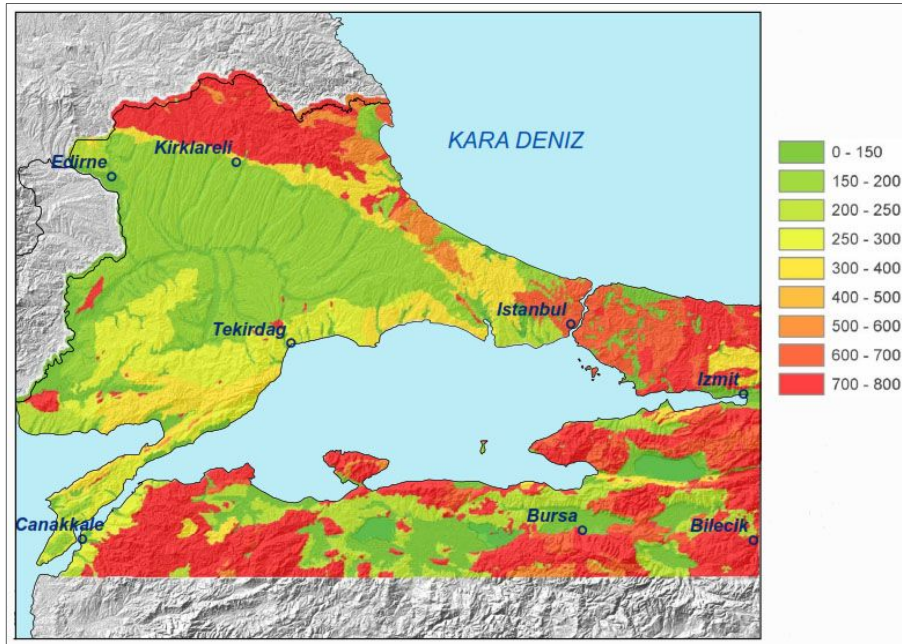 KARA DENIZ
Kirklareli
Edirne
Istanbul
Tekirdag
Izmit
Canakkale
Bursa
Bilecik
0 - 150
150 - 200
200 - 250
250 - 300
300 - 400
400 - 500
500 - 600
600 - 700
700 - 800